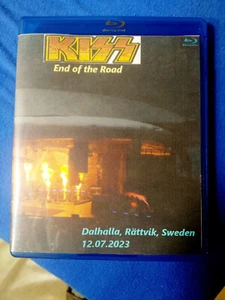 KISS
End of the Road
Dalhalla, Rättvik, Sweden
12.07.2023